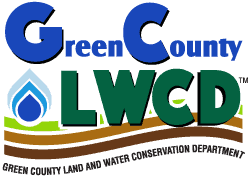 Green County
LWCD™
GREEN COUNTY LAND AND WATER CONSERVATION DEPARTMENT